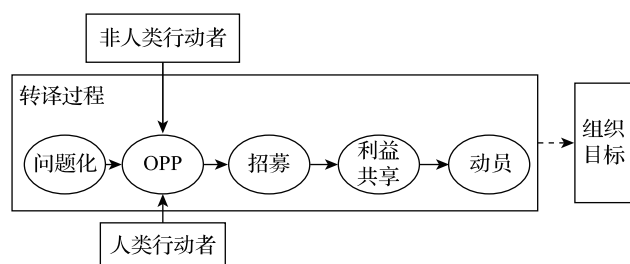 非人类行动者
转译过程
问题化
OPP
招募
利益
共享
动员
组织
目标
人类行动者